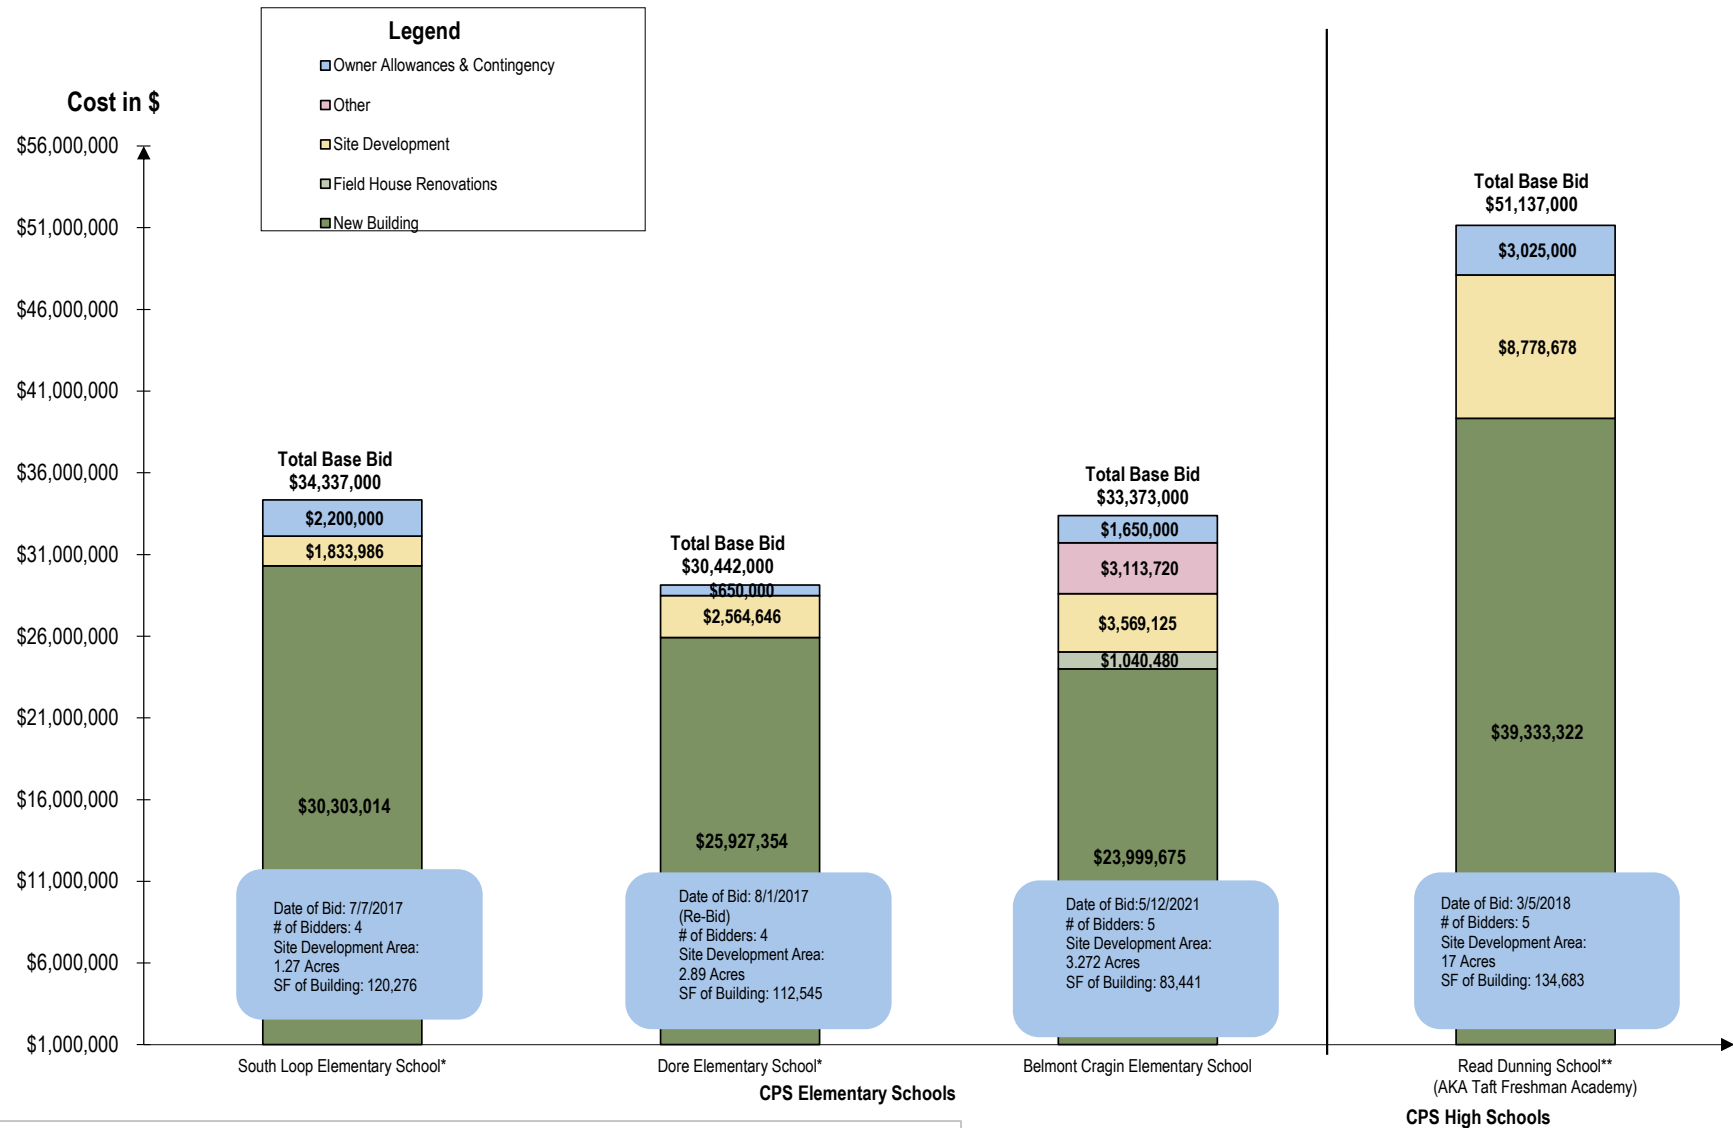 Legend
Owner Allowances & Contingency
Other
Site Development
Field House Renovations
New Building
Cost in $
$56,000,000
$51,000,000
$46,000,000
$41,000,000
$36,000,000
$31,000,000
$26,000,000
$21,000,000
$16,000,000
$11,000,000
$6,000,000
$1,000,000
Total Base Bid
$34,337,000
$2,200,000
$1,833,986
$30,303,014
Date of Bid: 7/7/2017
# of Bidders: 4
Site Development Area:
1.27 Acres
SF of Building: 120,276
South Loop Elementary School*
Total Base Bid
$30,442,000
$650,000
$2,564,646
$25,927,354
Date of Bid: 8/1/2017
(Re-Bid)
# of Bidders: 4
Site Development Area:
2.89 Acres
SF of Building: 112,545
Dore Elementary School*
Total Base Bid
$33,373,000
$1,650,000
$3,113,720
$3,569,125
$1,040,480
$23,999,675
Date of Bid:5/12/2021
# of Bidders: 5
Site Development Area:
3.272 Acres
SF of Building: 83,441
Belmont Cragin Elementary School
CPS Elementary Schools
Total Base Bid
$51,137,000
$3,025,000
$8,778,678
$39,333,322
Date of Bid: 3/5/2018
# of Bidders: 5
Site Development Area:
17 Acres
SF of Building: 134,683
Read Dunning School**
(AKA Taft Freshman Academy)
CPS High Schools